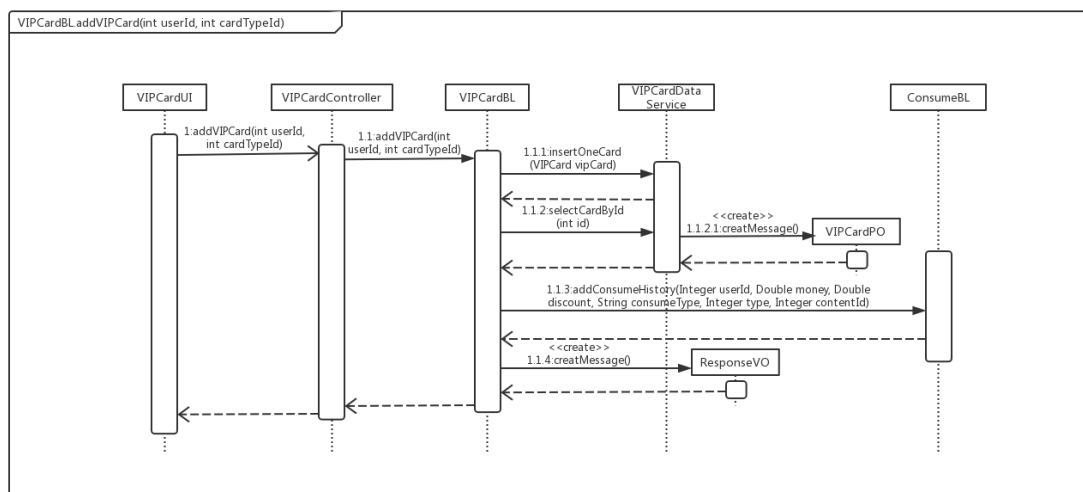 VIPCardBL.addVIPCard(int userId, int cardTypeId)
VIPCardUI
VIPCardController
VIPCardBL
VIPCardData
Service
ConsumeBL
1:addVIPCard(int userId,
int cardTypeId)
1.1:addVIPCard(int
userId, int cardTypeId)
1.1.1:insertOneCard
(VIPCard vipCard)
1.1.2:selectCardById
(int id)
<<create>>
1.1.2.1:creatMessage()
VIPCardPO
1.1.3:addConsumeHistory(Integer userId, Double money, Double
discount, String consumeType, Integer type, Integer contentId)
<<create>>
1.1.4:creatMessage()
ResponseVO